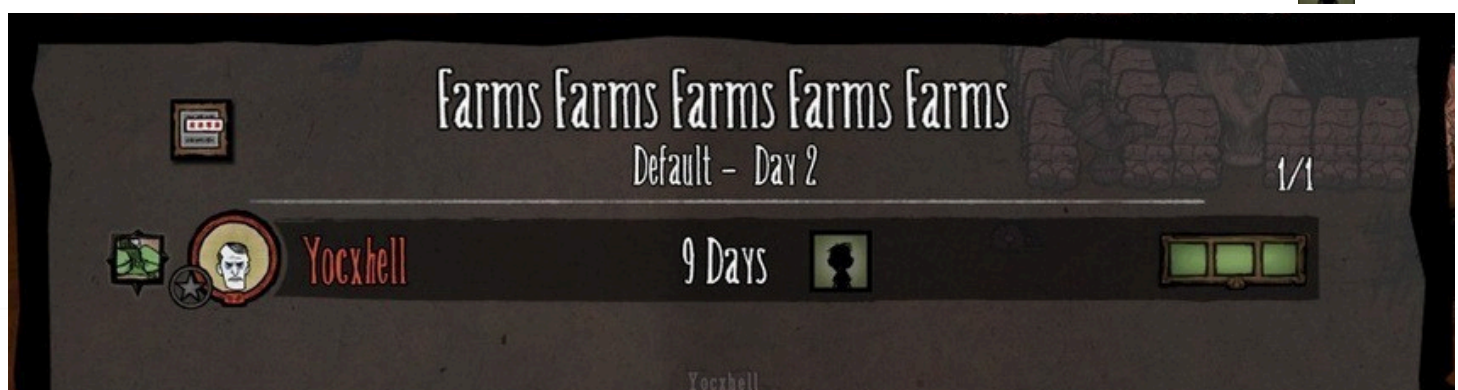 Farms Farms Farms Farms Farms
Default - Day 2
1/1
Yocxhell
9 Days
Yocxhell